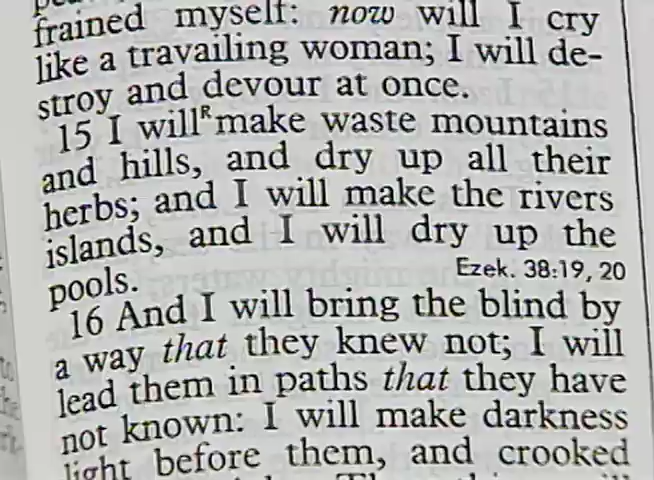 frained myself: now will I cry
like a travailing woman; I will de-
stroy and devour at once.
15 I willᴿmake waste mountains
and hills, and dry up all their
herbs; and I will make the rivers
islands, and I will dry up the
pools.
Ezek. 38:19, 20
16 And I will bring the blind by
a way that they knew not; I will
lead them in paths that they have
not known: I will make darkness
light before them, and crooked